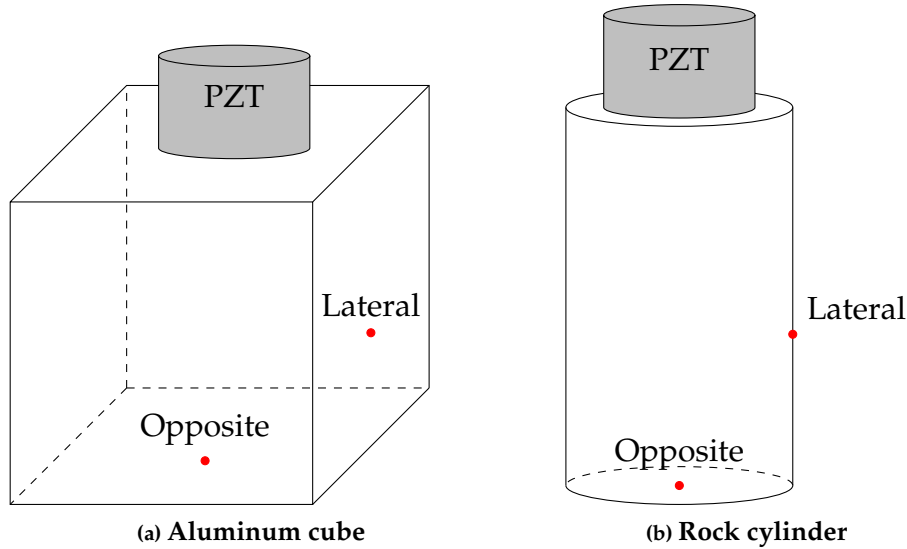 PZT
PZT
Lateral
Lateral
Opposite
Opposite
(a) Aluminum cube
(b) Rock cylinder